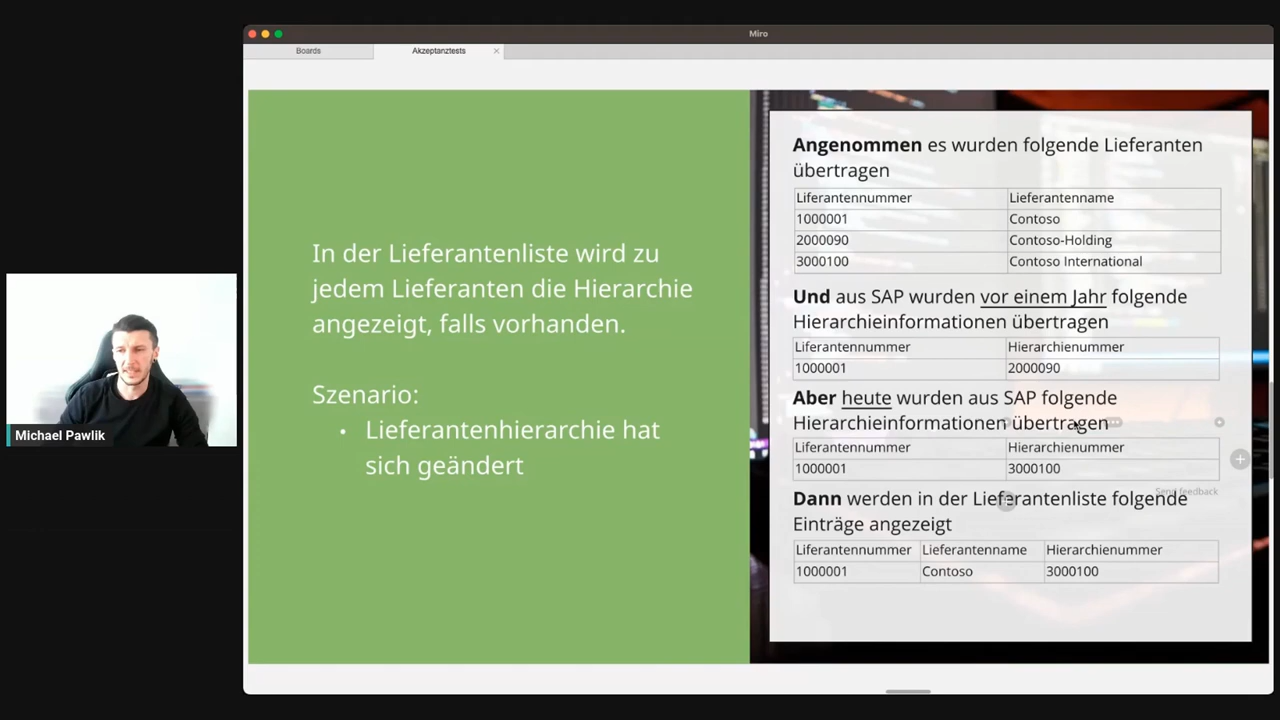 Miro
Boards
Akzeptanztests
In der Lieferantenliste wird zu
jedem Lieferanten die Hierarchie
angezeigt, falls vorhanden.
Szenario:
• Lieferantenhierarchie hat
sich geändert
Angenommen es wurden folgende Lieferanten
übertragen
Liferantennummer Lieferantenname
1000001 Contoso
2000090 Contoso-Holding
3000100 Contoso International
Und aus SAP wurden vor einem Jahr folgende
Hierarchieinformationen übertragen
Liferantennummer Hierarchienummer
1000001 2000090
Aber heute wurden aus SAP folgende
Hierarchieinformationen übertragen
Liferantennummer Hierarchienummer
1000001 3000100
Send feedback
Dann werden in der Lieferantenliste folgende
Einträge angezeigt
Liferantennummer Lieferantenname Hierarchienummer
1000001 Contoso 3000100
Michael Pawlik